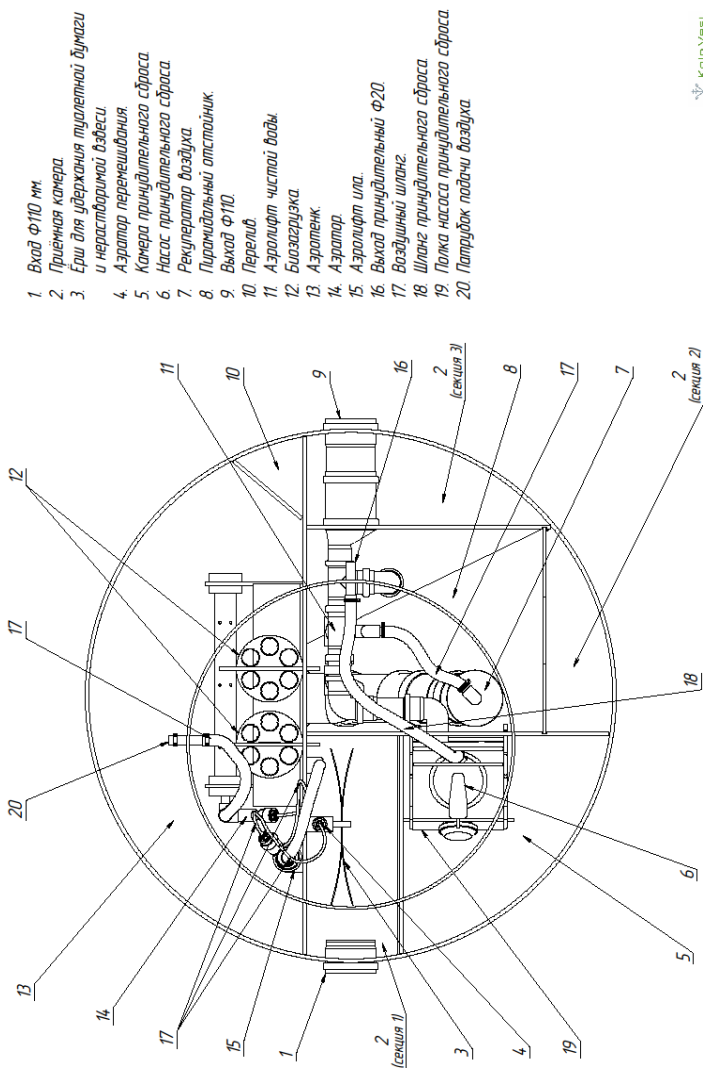 20
17
12
11
10
9
16
2
(секция 3)
8
17
7
2
(секция 2)
13
14
17
15
1
2
(секция 1)
3
4
19
5
6
18
1. Вход Ф110 мм.
2. Приёмная камера.
3. Ёрш для удержания туалетной бумаги
и нерастворимой взвеси.
4. Аэратор перемешивания.
5. Камера принудительного сброса.
6. Насос принудительного сброса.
7. Рекуператор воздуха.
8. Пирамидальный отстойник.
9. Выход Ф110.
10. Перелив.
11. Аэролифт чистой воды.
12. Биозагрузка.
13. Аэротенк.
14. Аэратор.
15. Аэролифт ила.
16. Выход принудительный Ф20.
17. Воздушный шланг.
18. Шланг принудительного сброса.
19. Полка насоса принудительного сброса.
20. Патрубок подачи воздуха.